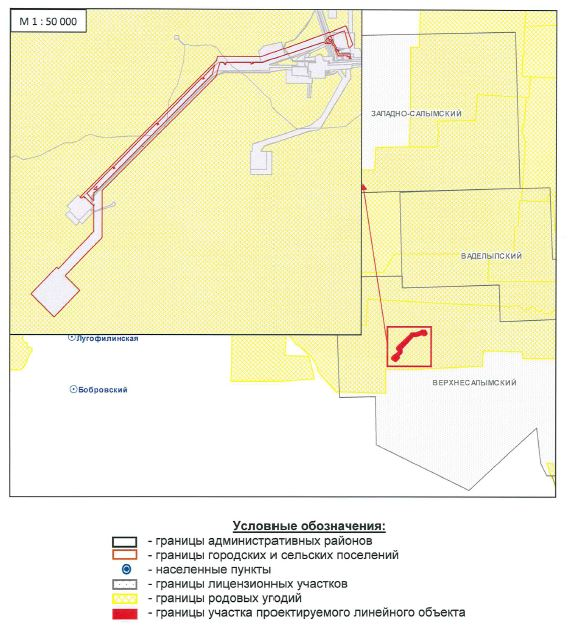 М 1 : 50 000
ЗАПАДНО-САЛЫМСКИЙ
ВАДЕЛЫПСКИЙ
Лугофилинская
ВЕРХНЕСАЛЫМСКИЙ
Бобровский
Условные обозначения:
- границы административных районов
- границы городских и сельских поселений
- населенные пункты
- границы лицензионных участков
- границы родовых угодий
- границы участка проектируемого линейного объекта